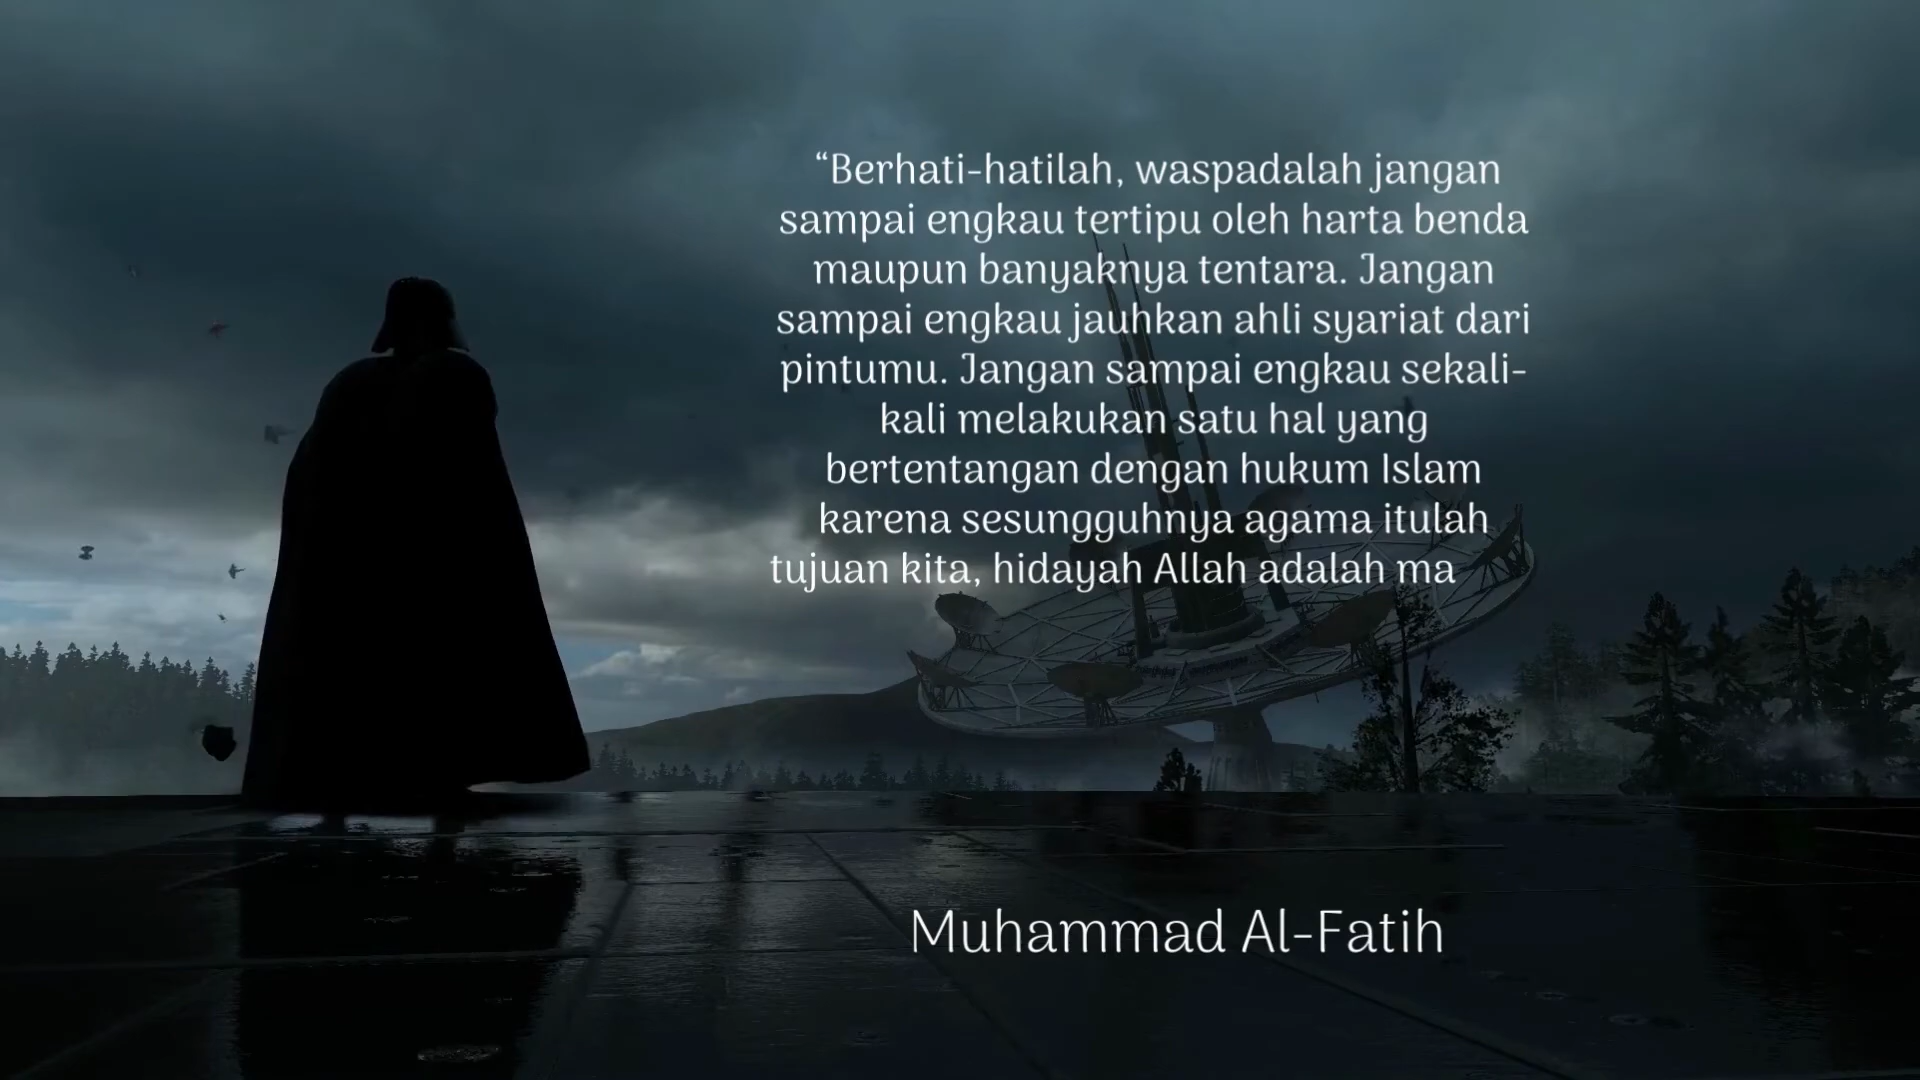 “Berhati-hatilah, waspadalah jangan
sampai engkau tertipu oleh harta benda
maupun banyaknya tentara. Jangan
sampai engkau jauhkan ahli syariat dari
pintumu. Jangan sampai engkau sekali-
kali melakukan satu hal yang
bertentangan dengan hukum Islam
karena sesungguhnya agama itulah
tujuan kita, hidayah Allah adalah ma
Muhammad Al-Fatih